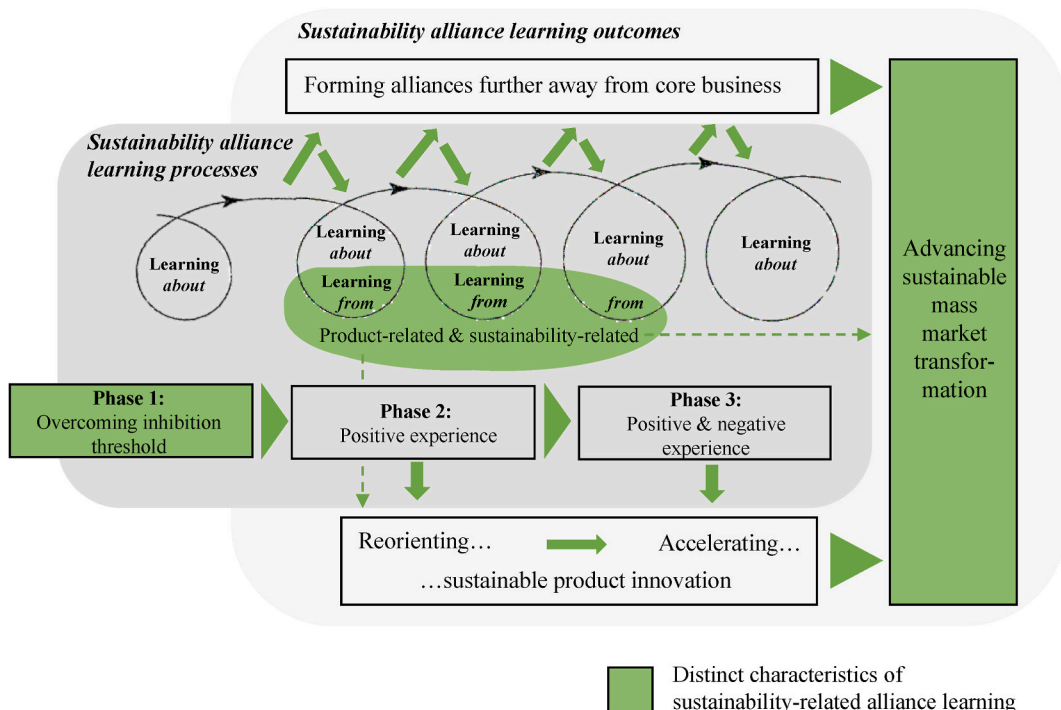 Sustainability alliance learning outcomes
Forming alliances further away from core business
Sustainability alliance
learning processes
Learning
about
Learning
about
Learning
from
Learning
about
Learning
from
Learning
about
from
Learning
about
Product-related & sustainability-related
Phase 1:
Overcoming inhibition
threshold
Phase 2:
Positive experience
Phase 3:
Positive & negative
experience
Reorienting…
Accelerating…
…sustainable product innovation
Advancing
sustainable
mass
market
transfor-
mation
Distinct characteristics of
sustainability-related alliance learning